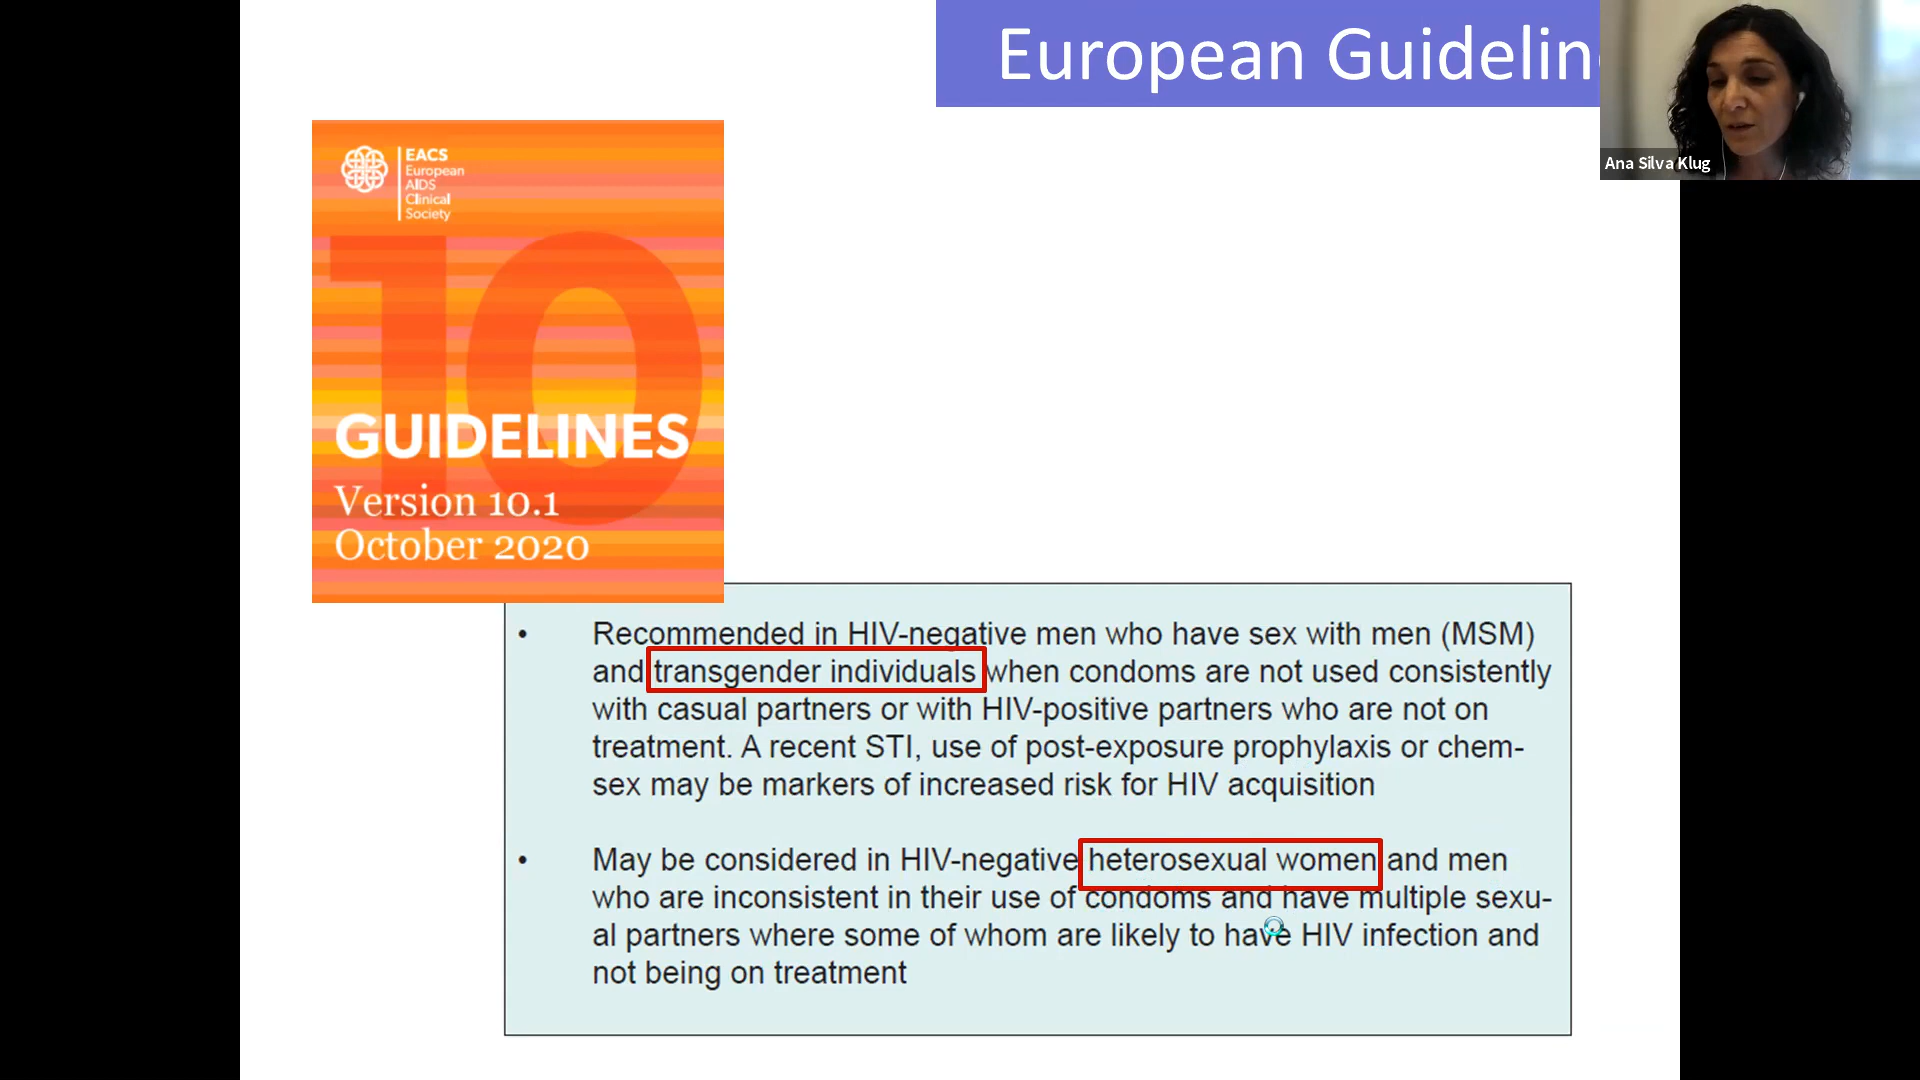 European Guidelin
Ana Silva Klug
EACS
European
AIDS
Clinical
Society
10
GUIDELINES
Version 10.1
October 2020
• Recommended in HIV-negative men who have sex with men (MSM)
and transgender individuals when condoms are not used consistently
with casual partners or with HIV-positive partners who are not on
treatment. A recent STI, use of post-exposure prophylaxis or chem-
sex may be markers of increased risk for HIV acquisition
• May be considered in HIV-negative heterosexual women and men
who are inconsistent in their use of condoms and have multiple sexu-
al partners where some of whom are likely to have HIV infection and
not being on treatment